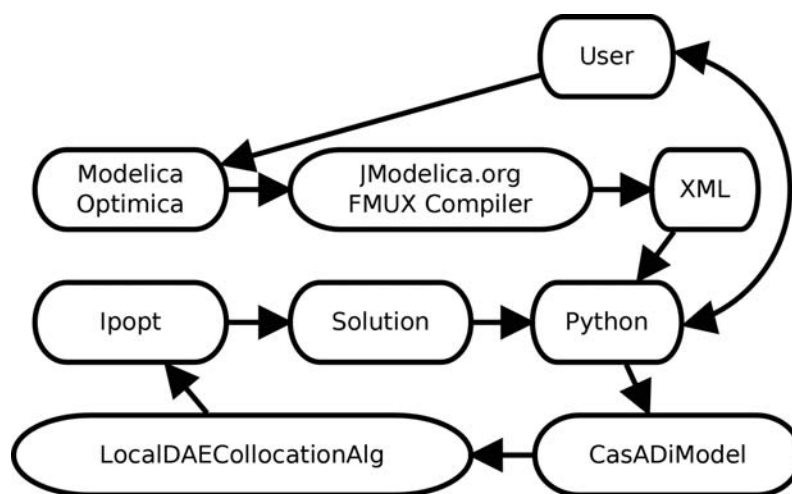 User
Modelica
Optimica
JModelica.org
FMUX Compiler
XML
Ipopt
Solution
Python
LocalDAECollocationAlg
CasADiModel